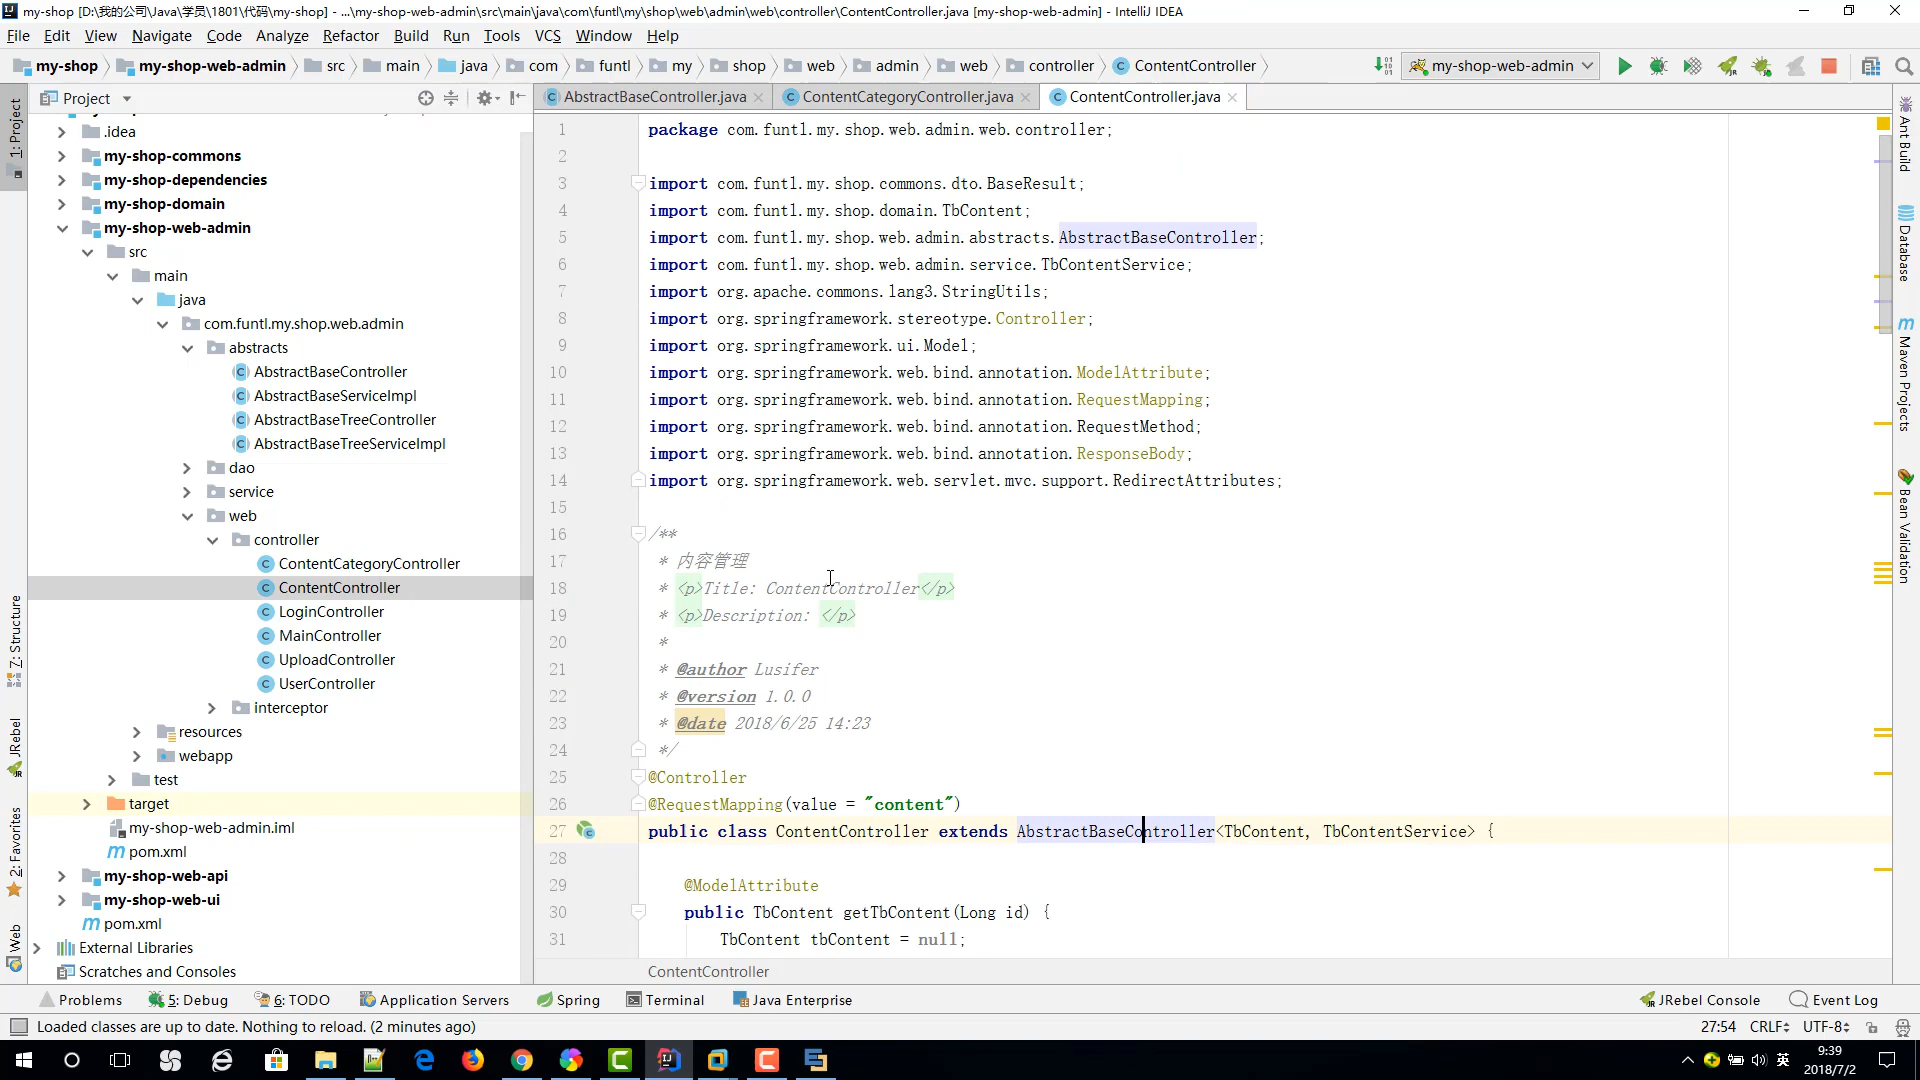 my-shop [D:\我的公司\Java\学员\1801\代码\my-shop] - ...\my-shop-web-admin\src\main\java\com\funtl\my\shop\web\admin\web\controller\ContentController.java [my-shop-web-admin] - IntelliJ IDEA
File Edit View Navigate Code Analyze Refactor Build Run Tools VCS Window Help
my-shop my-shop-web-admin src main java com funtl my shop web admin web controller ContentController my-shop-web-admin
Project AbstractBaseController.java ContentCategoryController.java ContentController.java
.idea
my-shop-commons
my-shop-dependencies
my-shop-domain
my-shop-web-admin
src
main
java
com.funtl.my.shop.web.admin
abstracts
AbstractBaseController
AbstractBaseServiceImpl
AbstractBaseTreeController
AbstractBaseTreeServiceImpl
dao
service
web
controller
ContentCategoryController
ContentController
LoginController
MainController
UploadController
UserController
interceptor
resources
webapp
test
target
my-shop-web-admin.iml
pom.xml
my-shop-web-api
my-shop-web-ui
pom.xml
External Libraries
Scratches and Consoles
1: Project
7: Structure
JRebel
2: Favorites
Web
1 package com.funtl.my.shop.web.admin.web.controller;
2
3 import com.funtl.my.shop.commons.dto.BaseResult;
4 import com.funtl.my.shop.domain.TbContent;
5 import com.funtl.my.shop.web.admin.abstracts.AbstractBaseController;
6 import com.funtl.my.shop.web.admin.service.TbContentService;
7 import org.apache.commons.lang3.StringUtils;
8 import org.springframework.stereotype.Controller;
9 import org.springframework.ui.Model;
10 import org.springframework.web.bind.annotation.ModelAttribute;
11 import org.springframework.web.bind.annotation.RequestMapping;
12 import org.springframework.web.bind.annotation.RequestMethod;
13 import org.springframework.web.bind.annotation.ResponseBody;
14 import org.springframework.web.servlet.mvc.support.RedirectAttributes;
15
16 /**
17 * 内容管理
18 * <p>Title: ContentController</p>
19 * <p>Description: </p>
20 *
21 * @author Lusifer
22 * @version 1.0.0
23 * @date 2018/6/25 14:23
24 */
25 @Controller
26 @RequestMapping(value = "content")
27 public class ContentController extends AbstractBaseController<TbContent, TbContentService> {
28
29 @ModelAttribute
30 public TbContent getTbContent(Long id) {
31 TbContent tbContent = null;
ContentController
Ant Build
Database
Maven Projects
Bean Validation
Problems 5: Debug 6: TODO Application Servers Spring Terminal Java Enterprise JRebel Console Event Log
Loaded classes are up to date. Nothing to reload. (2 minutes ago) 27:54 CRLF UTF-8
英 9:39
2018/7/2